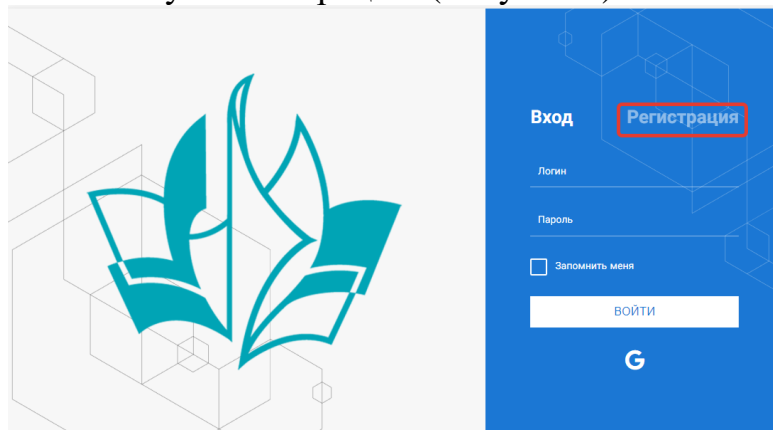 Вход Регистрация
Логин
Пароль
Запомнить меня
ВОЙТИ
G